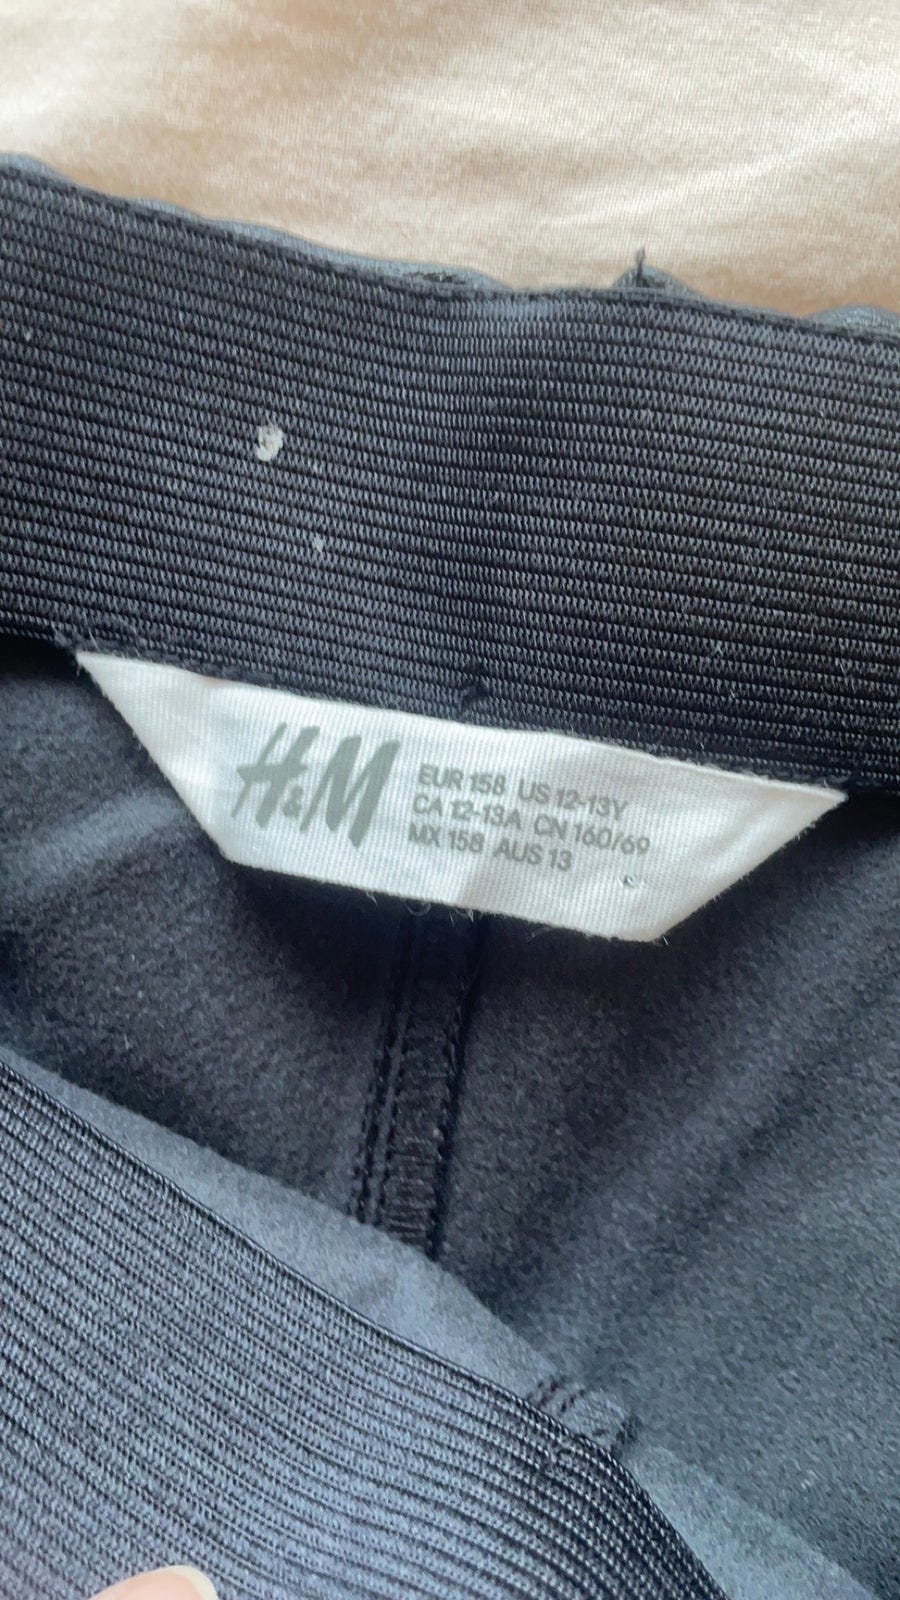 H&M
EUR 158 US 12-13Y
CA 12-13A CN 160/69
MX 158 AUS 13